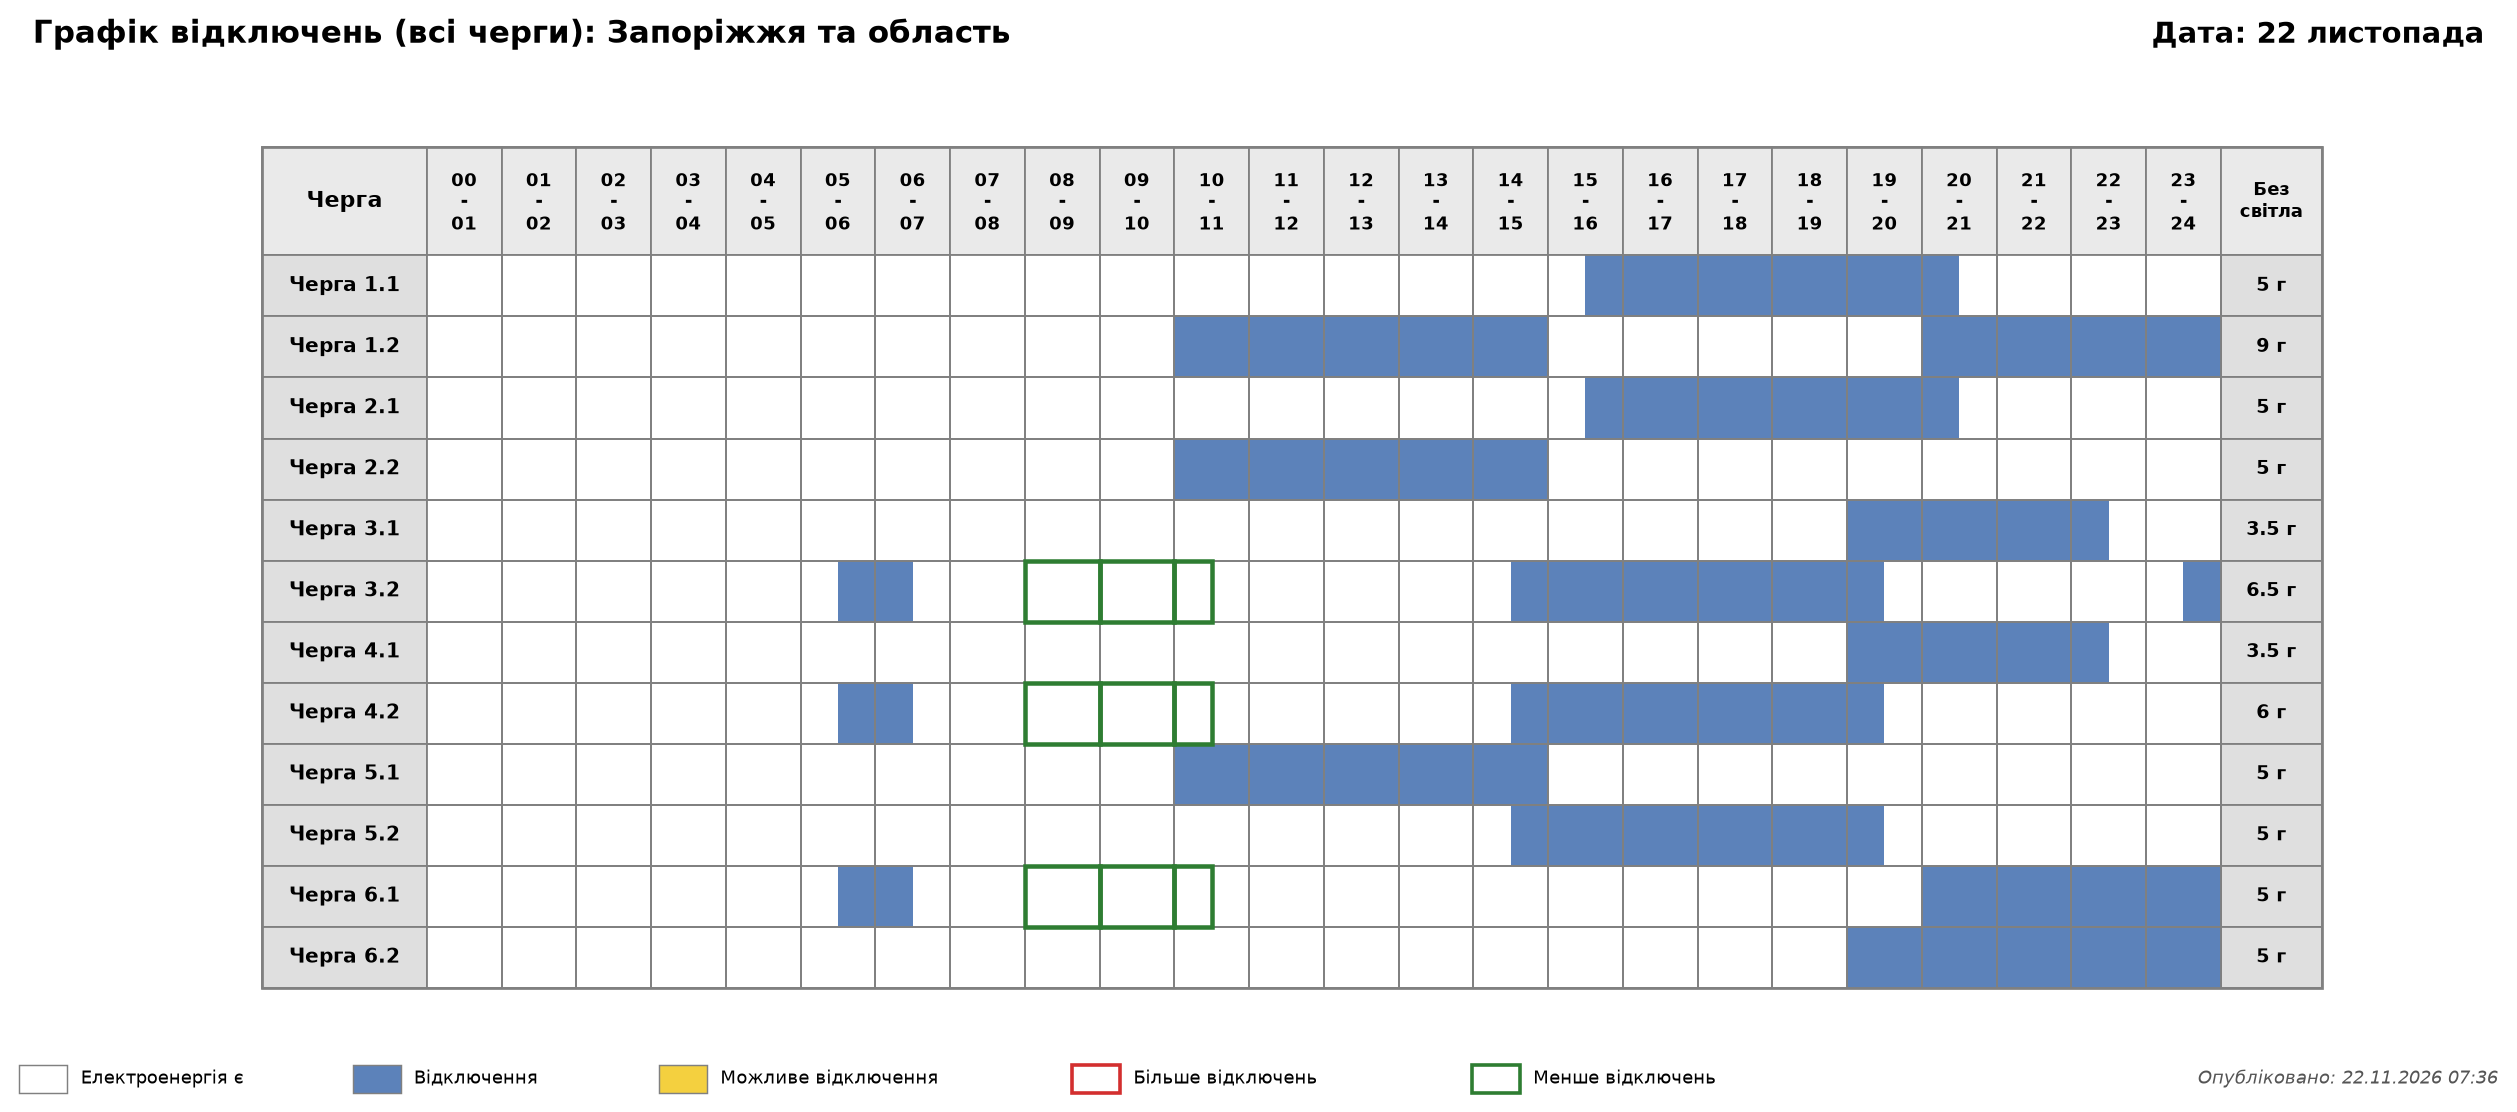 Графік відключень (всі черги): Запоріжжя та область
Дата: 22 листопада
Черга 00 - 01 01 - 02 02 - 03 03 - 04 04 - 05 05 - 06 06 - 07 07 - 08 08 - 09 09 - 10 10 - 11 11 - 12 12 - 13 13 - 14 14 - 15 15 - 16 16 - 17 17 - 18 18 - 19 19 - 20 20 - 21 21 - 22 22 - 23 23 - 24 Без світла
Черга 1.1 5 г
Черга 1.2 9 г
Черга 2.1 5 г
Черга 2.2 5 г
Черга 3.1 3.5 г
Черга 3.2 6.5 г
Черга 4.1 3.5 г
Черга 4.2 6 г
Черга 5.1 5 г
Черга 5.2 5 г
Черга 6.1 5 г
Черга 6.2 5 г
Електроенергія є Відключення Можливе відключення Більше відключень Менше відключень Опубліковано: 22.11.2026 07:36